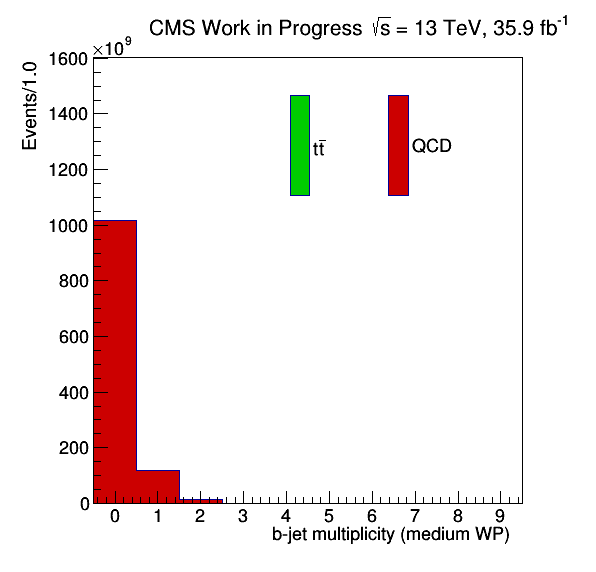 CMS Work in Progress √s = 13 TeV, 35.9 fb⁻¹
×10⁹
Events/1.0
1600
1400
1200
1000
800
600
400
200
0
tt̅
QCD
0 1 2 3 4 5 6 7 8 9
b-jet multiplicity (medium WP)